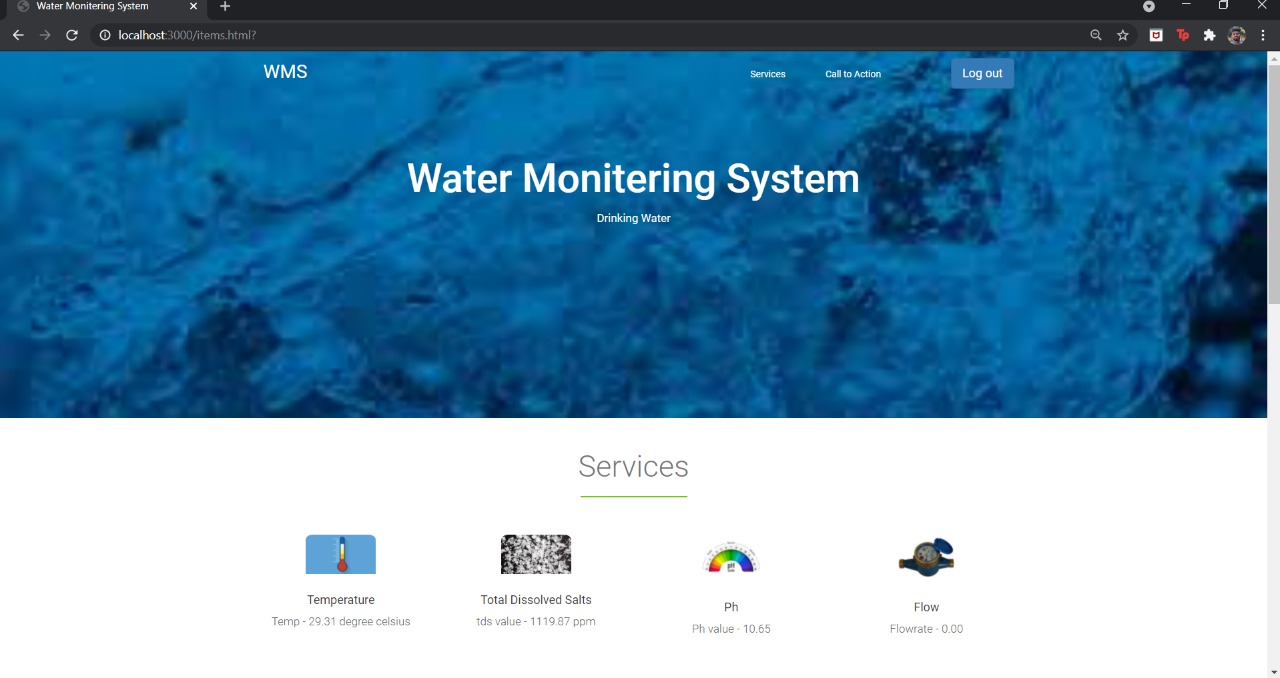 Water Monitering System
localhost:3000/items.html?
WMS
Services
Call to Action
Log out
Water Monitering System
Drinking Water
Services
Temperature
Temp - 29.31 degree celsius
Total Dissolved Salts
tds value - 1119.87 ppm
Ph
Ph value - 10.65
Flow
Flowrate - 0.00